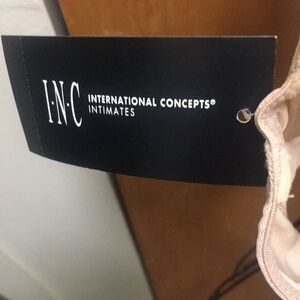 I·N·C
INTERNATIONAL CONCEPTS®
INTIMATES